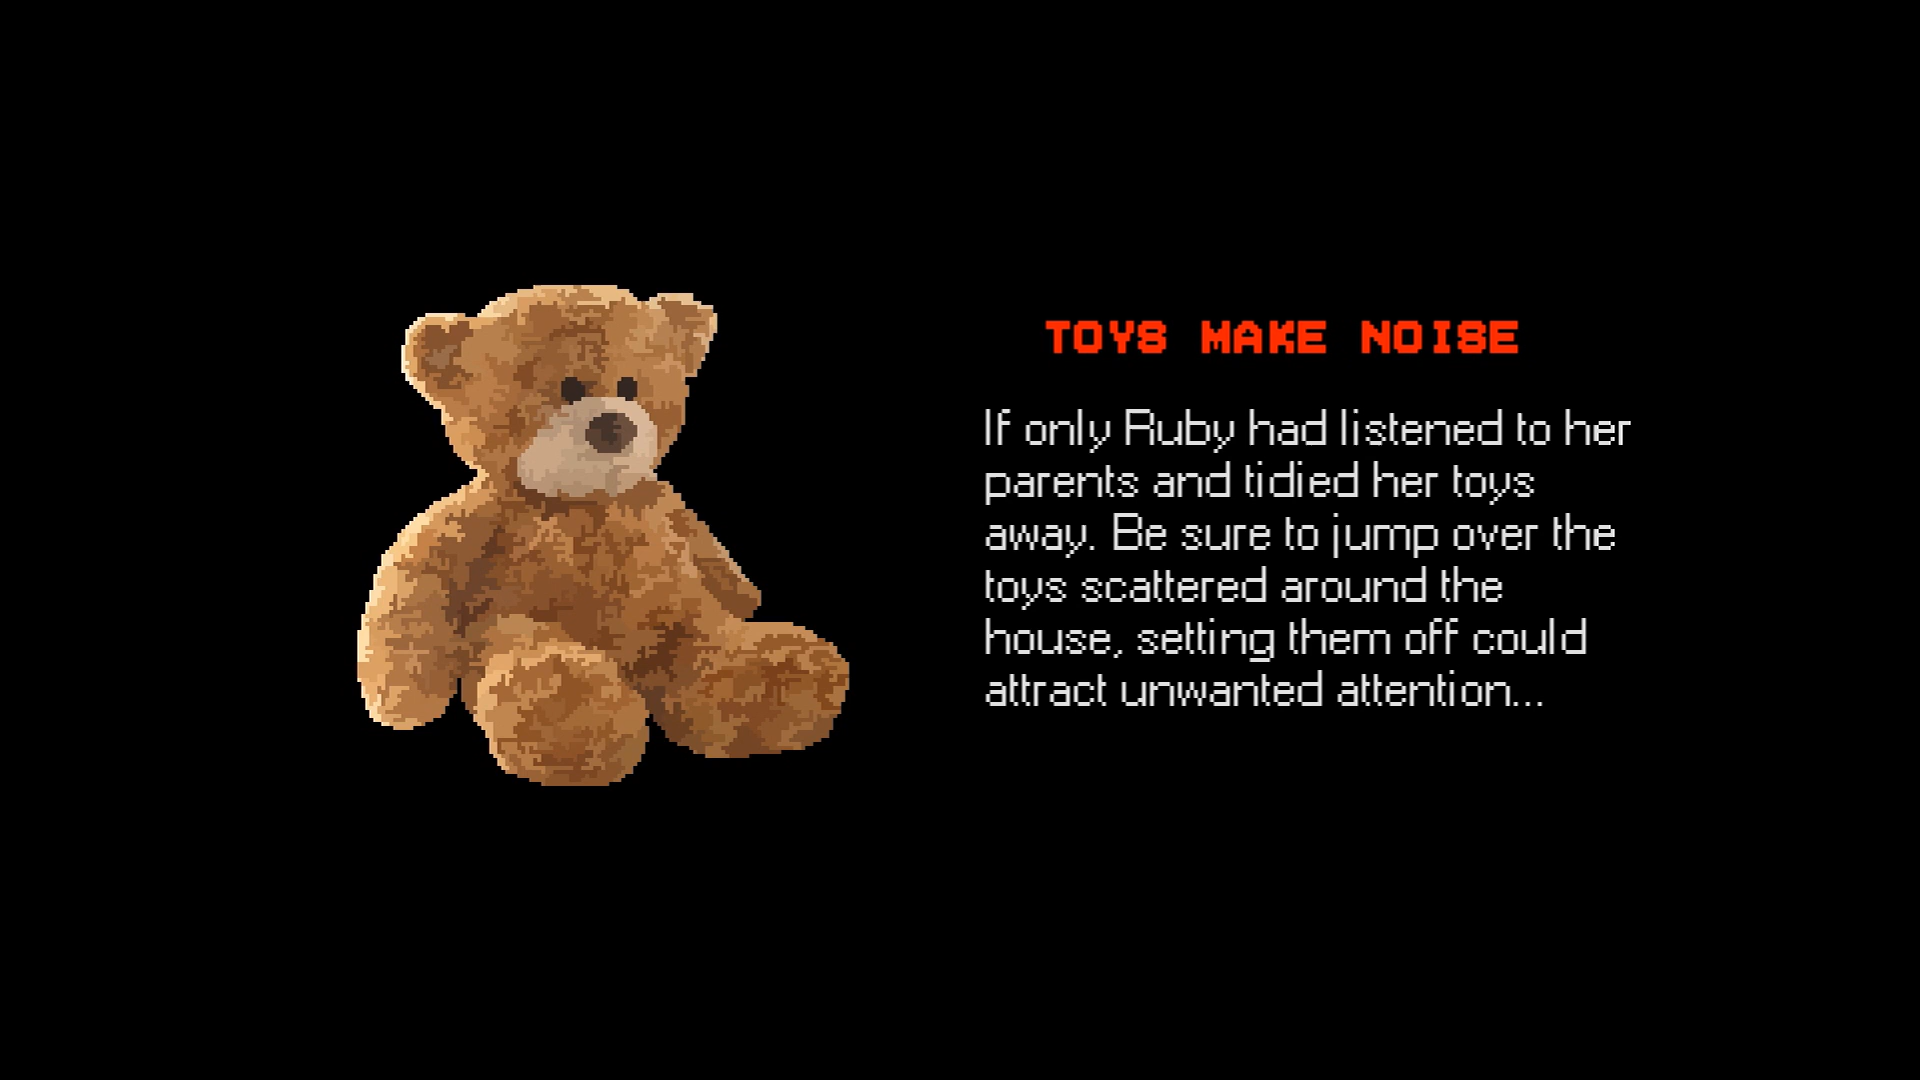 TOYS MAKE NOISE
If only Ruby had listened to her
parents and tidied her toys
away. Be sure to jump over the
toys scattered around the
house, setting them off could
attract unwanted attention...